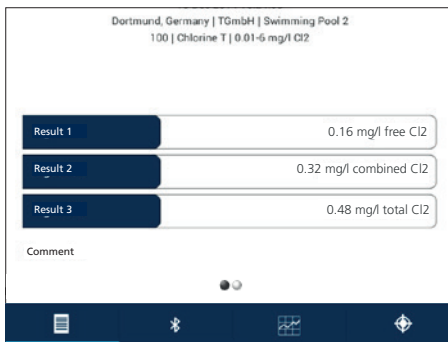 Dortmund, Germany | TGmbH | Swimming Pool 2
100 | Chlorine T | 0.01-6 mg/l Cl2
Result 1 0.16 mg/l free Cl2
Result 2 0.32 mg/l combined Cl2
Result 3 0.48 mg/l total Cl2
Comment